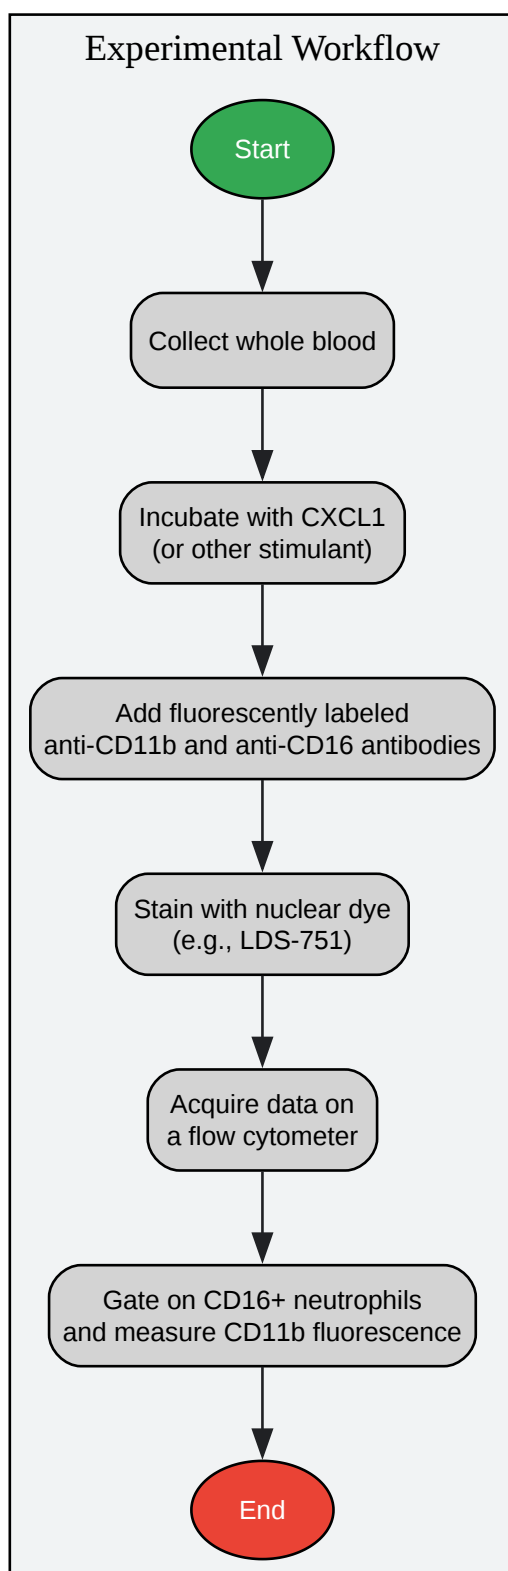 Experimental Workflow
Start
Collect whole blood
Incubate with CXCL1
(or other stimulant)
Add fluorescently labeled
anti-CD11b and anti-CD16 antibodies
Stain with nuclear dye
(e.g., LDS-751)
Acquire data on
a flow cytometer
Gate on CD16+ neutrophils
and measure CD11b fluorescence
End